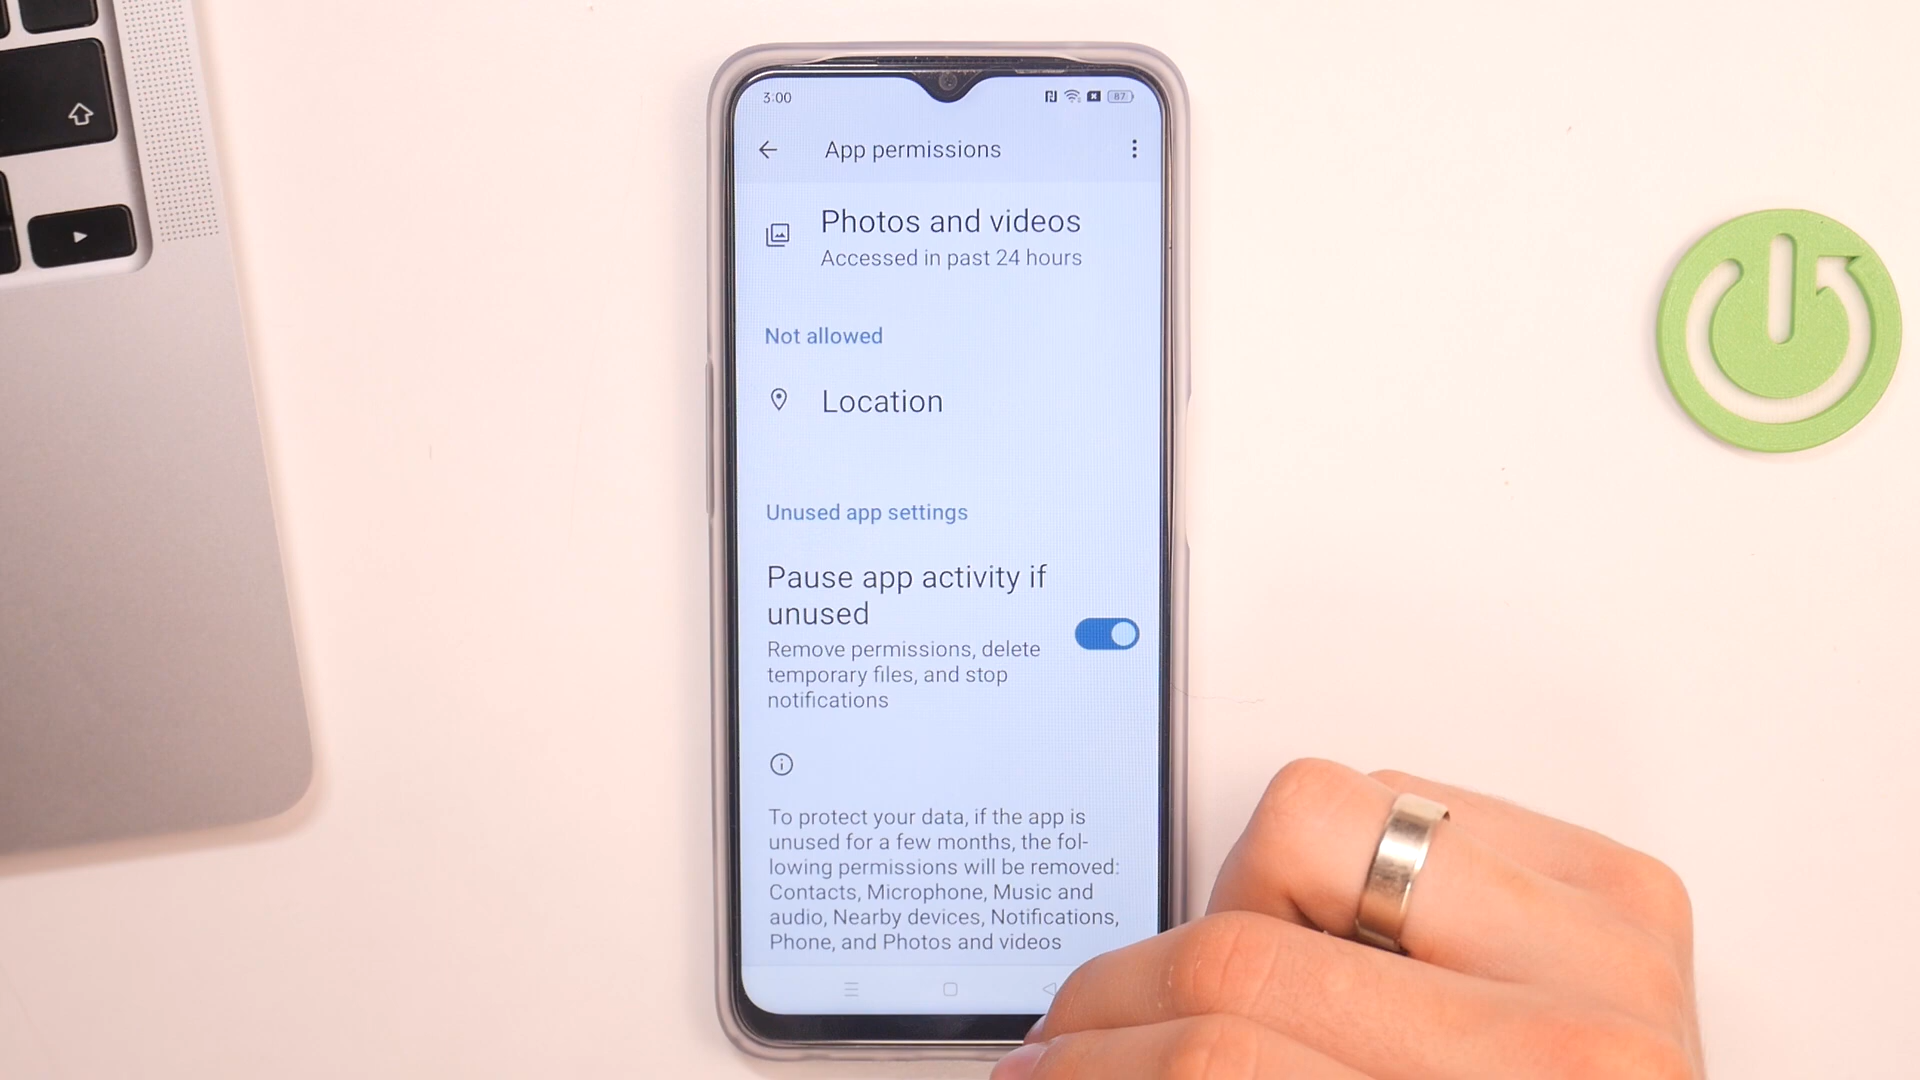 3:00
87
App permissions
Photos and videos
Accessed in past 24 hours
Not allowed
Location
Unused app settings
Pause app activity if
unused
Remove permissions, delete
temporary files, and stop
notifications
To protect your data, if the app is
unused for a few months, the fol-
lowing permissions will be removed:
Contacts, Microphone, Music and
audio, Nearby devices, Notifications,
Phone, and Photos and videos